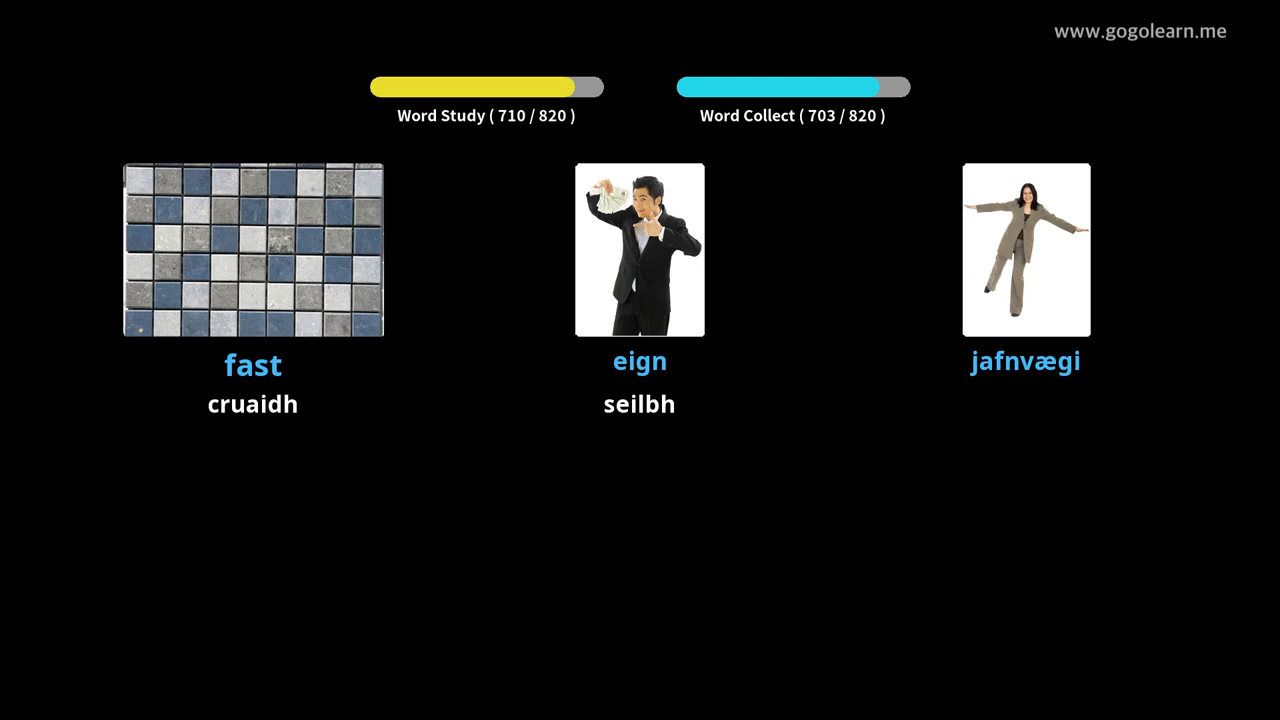 www.gogolearn.me
Word Study ( 710 / 820 )
Word Collect ( 703 / 820 )
fast
cruaidh
eign
seilbh
jafnvægi